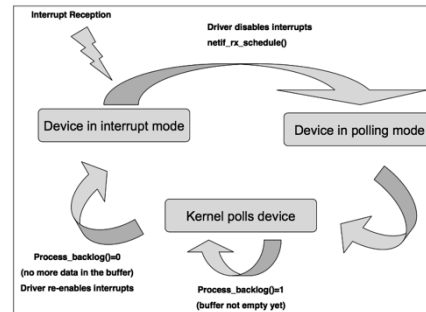 Interrupt Reception
Driver disables interrupts
netif_rx_schedule()
Device in interrupt mode
Device in polling mode
Kernel polls device
Process_backlog()=0
(no more data in the buffer)
Driver re-enables interrupts
Process_backlog()=1
(buffer not empty yet)